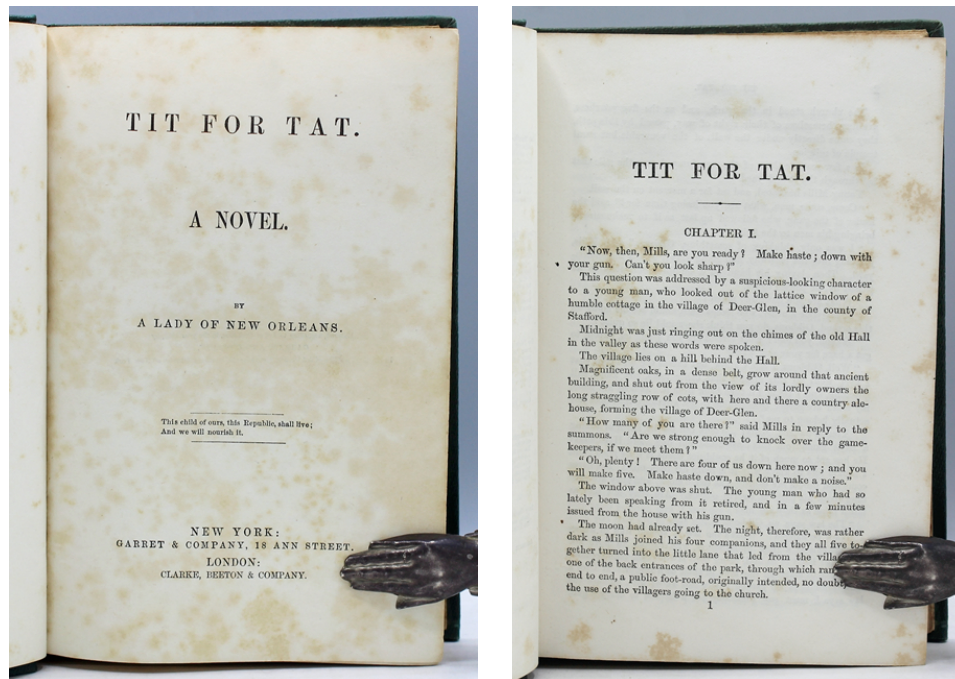 TIT FOR TAT.
A NOVEL.
BY
A LADY OF NEW ORLEANS.
This child of ours, this Republic, shall live;
And we will nourish it.
NEW YORK:
GARRET & COMPANY, 18 ANN STREET.
LONDON:
CLARKE, BEETON & COMPANY.
TIT FOR TAT.
CHAPTER I.
"Now, then, Mills, are you ready? Make haste; down with
your gun. Can't you look sharp?"
This question was addressed by a suspicious-looking character
to a young man, who looked out of the lattice window of a
humble cottage in the village of Deer-Glen, in the county of
Stafford.
Midnight was just ringing out on the chimes of the old Hall
in the valley as these words were spoken.
The village lies on a hill behind the Hall.
Magnificent oaks, in a dense belt, grow around that ancient
building, and shut out from the view of its lordly owners the
long straggling row of cots, with here and there a country ale-
house, forming the village of Deer-Glen.
"How many of you are there?" said Mills in reply to the
summons. "Are we strong enough to knock over the game-
keepers, if we meet them?"
"Oh, plenty! There are four of us down here now; and you
will make five. Make haste down, and don't make a noise."
The window above was shut. The young man who had so
lately been speaking from it retired, and in a few minutes
issued from the house with his gun.
The moon had already set. The night, therefore, was rather
dark as Mills joined his four companions, and they all five to-
gether turned into the little lane that led from the
one of the back entrances of the park, through which
end to end, a public foot-road, originally intended, no
the use of the villagers going to the church.
1